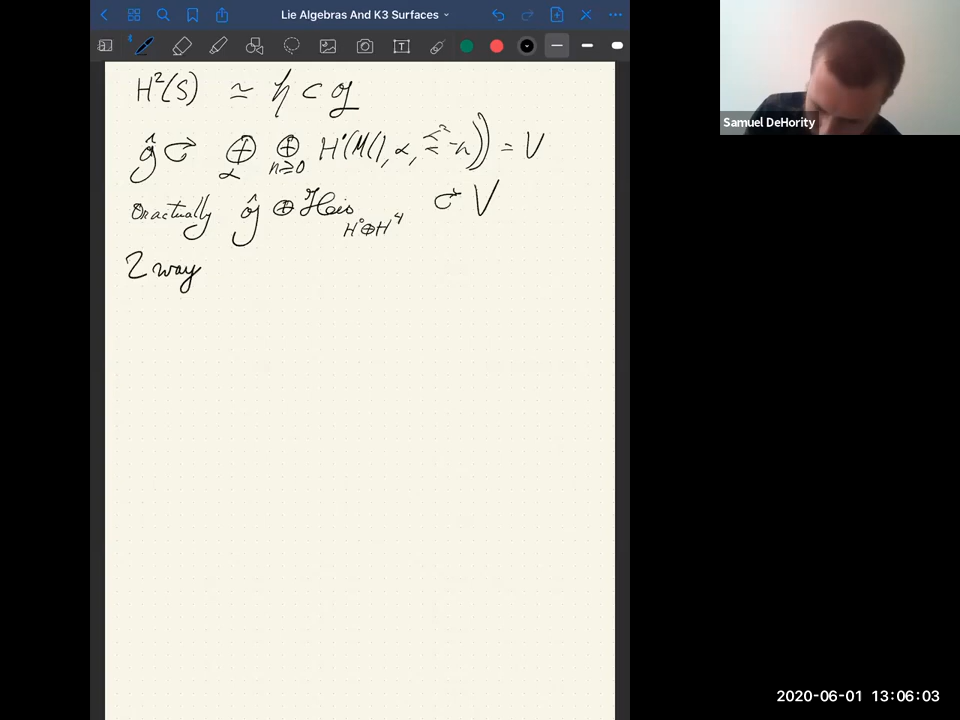 Lie Algebras And K3 Surfaces
H²(S) ≃ 𝔥 ⊂ 𝔤
ĝ ↻ ⊕_α ⊕_{n≥0} H^•(M(1, α, α²/2 - n)) = V
Or actually ĝ ⊕ Heis_{H⁰⊕H⁴} ↻ V
2 way
Samuel DeHority
2020-06-01 13:06:03